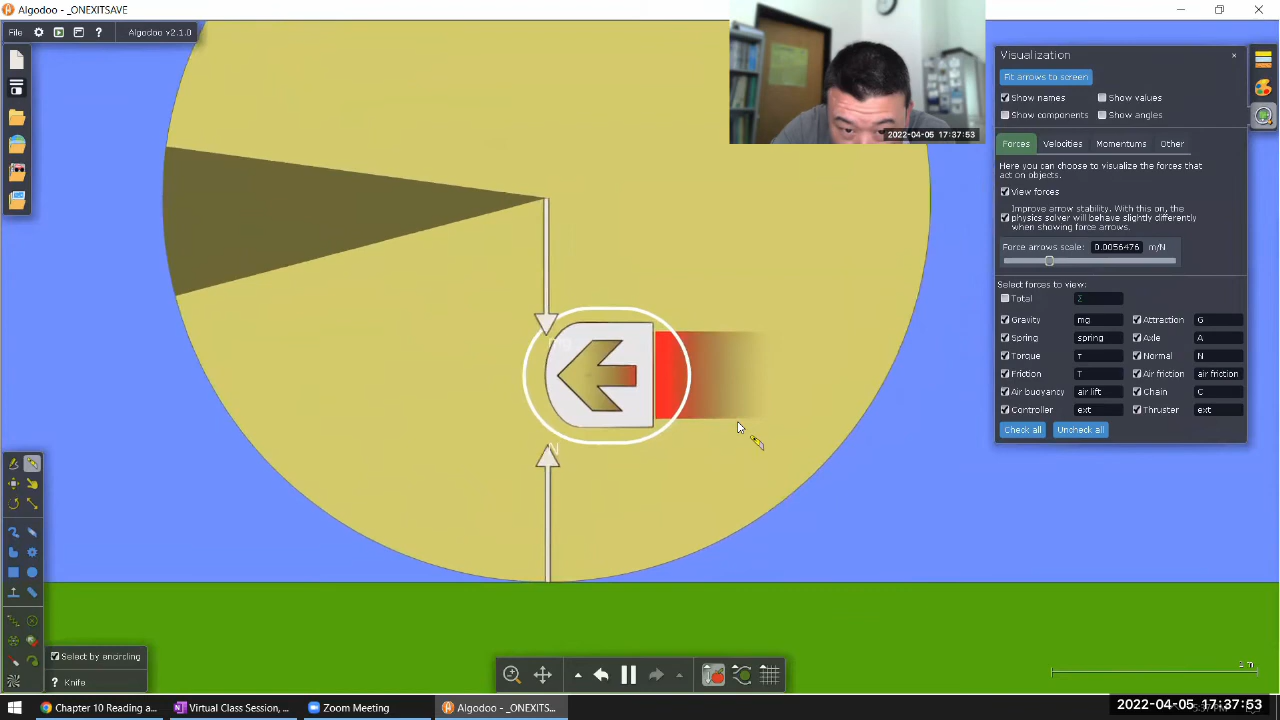 Algodoo - _ONEXITSAVE
File
?
Algodoo v2.1.0
2022-04-05 17:37:53
Visualization
Fit arrows to screen
Show names
Show values
Show components
Show angles
Forces
Velocities
Momentums
Other
Here you can choose to visualize the forces that
act on objects.
View forces
Improve arrow stability. With this on, the
physics solver will behave slightly differently
when showing force arrows.
Force arrows scale: 0.0056476 m/N
Select forces to view:
Total Σ
Gravity mg
Attraction G
Spring spring
Axle A
Torque τ
Normal N
Friction T
Air friction air friction
Air buoyancy air lift
Chain C
Controller ext
Thruster ext
Check all
Uncheck all
mg
N
Select by encircling
? Knife
1 m
Chapter 10 Reading a...
Virtual Class Session, ...
Zoom Meeting
Algodoo - _ONEXITS...
2022-04-05 17:37:53